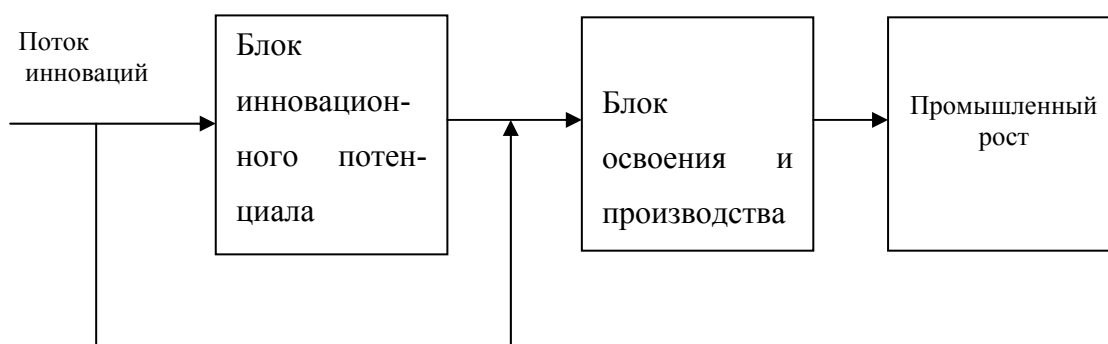 Поток
инноваций
Блок
инновацион-
ного потен-
циала
Блок
освоения и
производства
Промышленный
рост